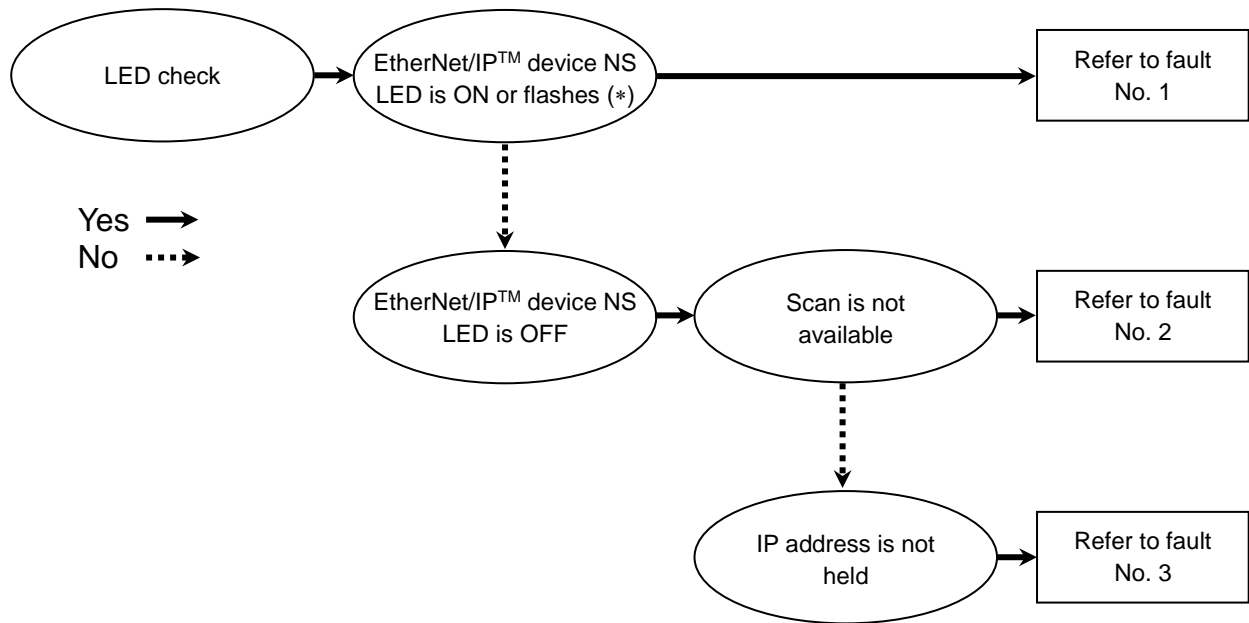 LED check
EtherNet/IP™ device NS
LED is ON or flashes (*)
Refer to fault
No. 1
Yes
No
EtherNet/IP™ device NS
LED is OFF
Scan is not
available
Refer to fault
No. 2
IP address is not
held
Refer to fault
No. 3